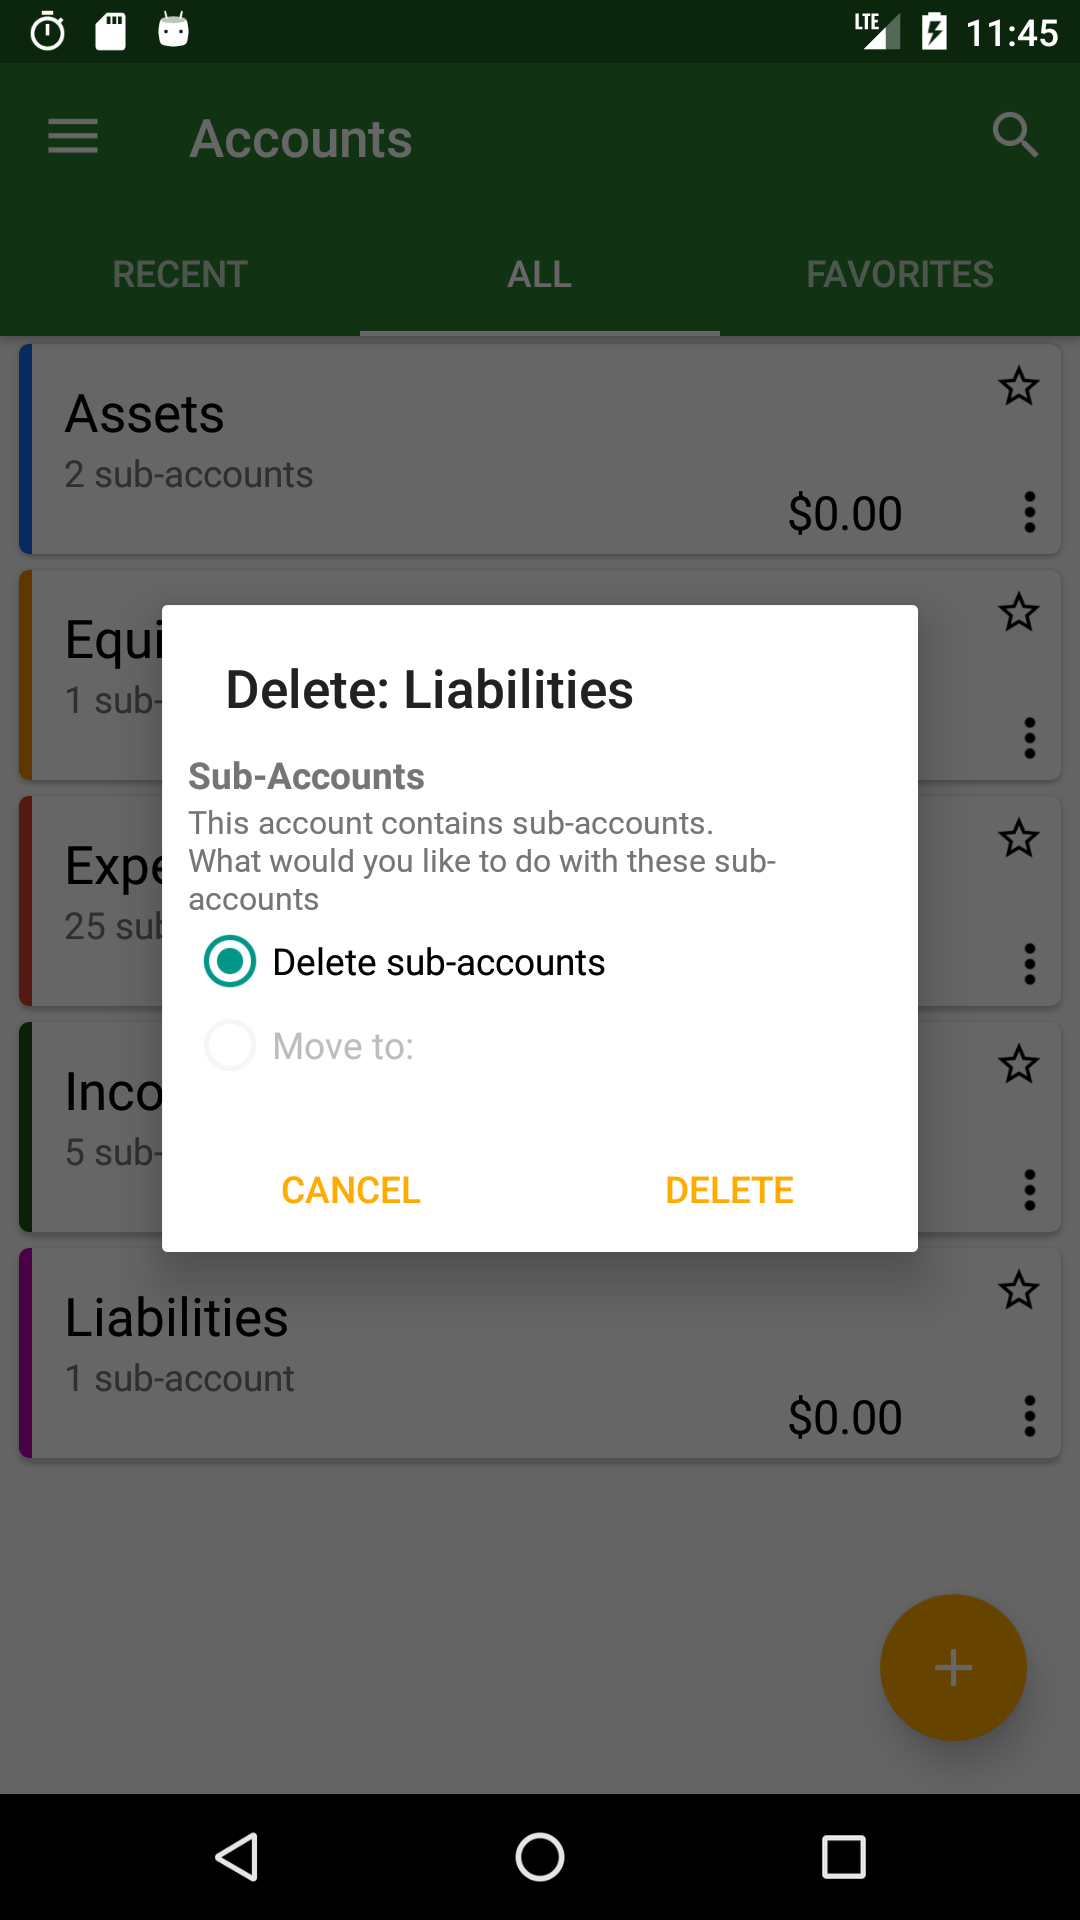 LTE 11:45
Accounts
RECENT ALL FAVORITES
Assets
2 sub-accounts
$0.00
Equi
1 sub-
Delete: Liabilities
Sub-Accounts
This account contains sub-accounts.
What would you like to do with these sub-
accounts
Delete sub-accounts
Move to:
CANCEL DELETE
Expe
25 sub
Inco
5 sub-
Liabilities
1 sub-account
$0.00